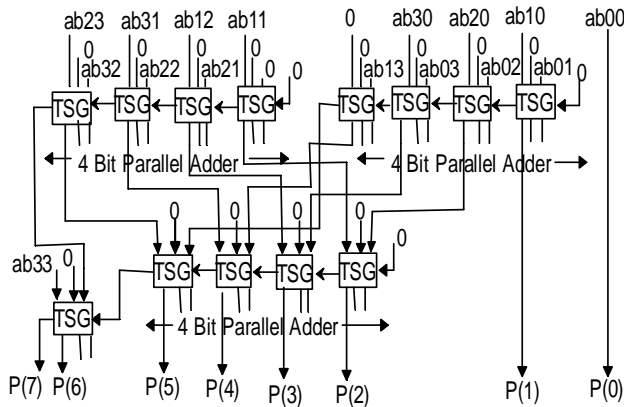 ab23 ab31 ab12 ab11 0 ab30 ab20 ab10 ab00
0 0 0 0 0 0 0
ab32 ab22 ab21 0 0 ab13 ab03 ab02 ab01 0
TSG TSG TSG TSG TSG TSG TSG TSG
4 Bit Parallel Adder 4 Bit Parallel Adder
0 0 0 0
ab33 0 TSG TSG TSG TSG 0
TSG
4 Bit Parallel Adder
P(7) P(6) P(5) P(4) P(3) P(2) P(1) P(0)